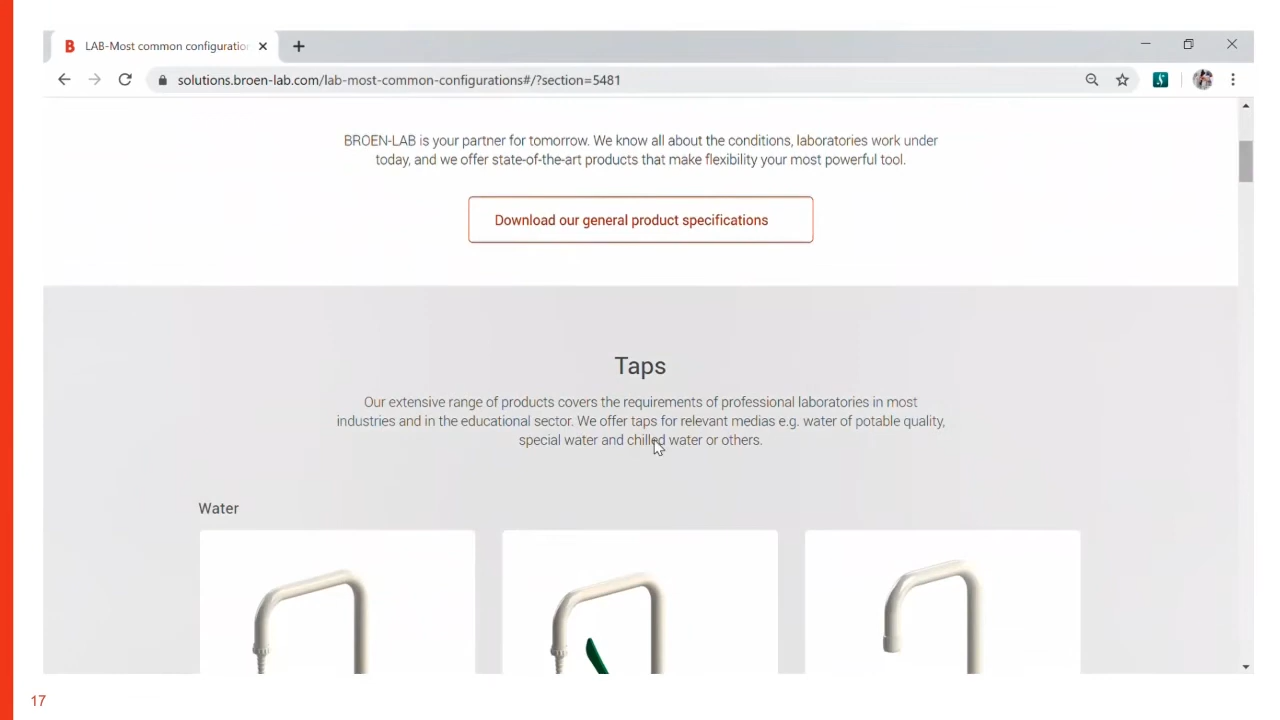 B LAB-Most common configuratio
solutions.broen-lab.com/lab-most-common-configurations#/?section=5481
BROEN-LAB is your partner for tomorrow. We know all about the conditions, laboratories work under
today, and we offer state-of-the-art products that make flexibility your most powerful tool.
Download our general product specifications
Taps
Our extensive range of products covers the requirements of professional laboratories in most
industries and in the educational sector. We offer taps for relevant medias e.g. water of potable quality,
special water and chilled water or others.
Water
17